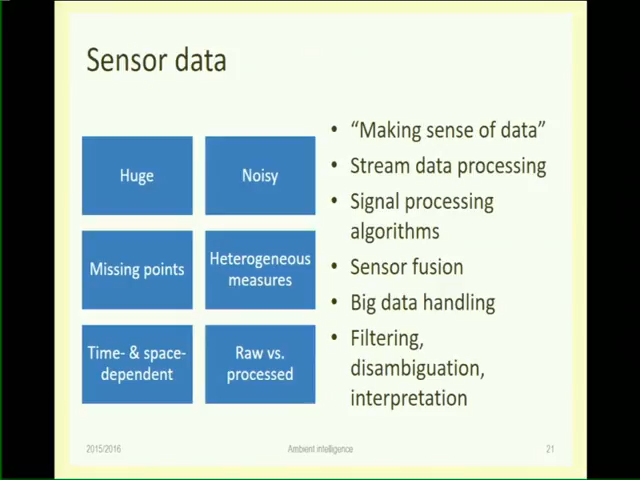 Sensor data
Huge
Noisy
Missing points
Heterogeneous
measures
Time- & space-
dependent
Raw vs.
processed
• “Making sense of data”
• Stream data processing
• Signal processing
algorithms
• Sensor fusion
• Big data handling
• Filtering,
disambiguation,
interpretation
2015/2016
Ambient intelligence
21